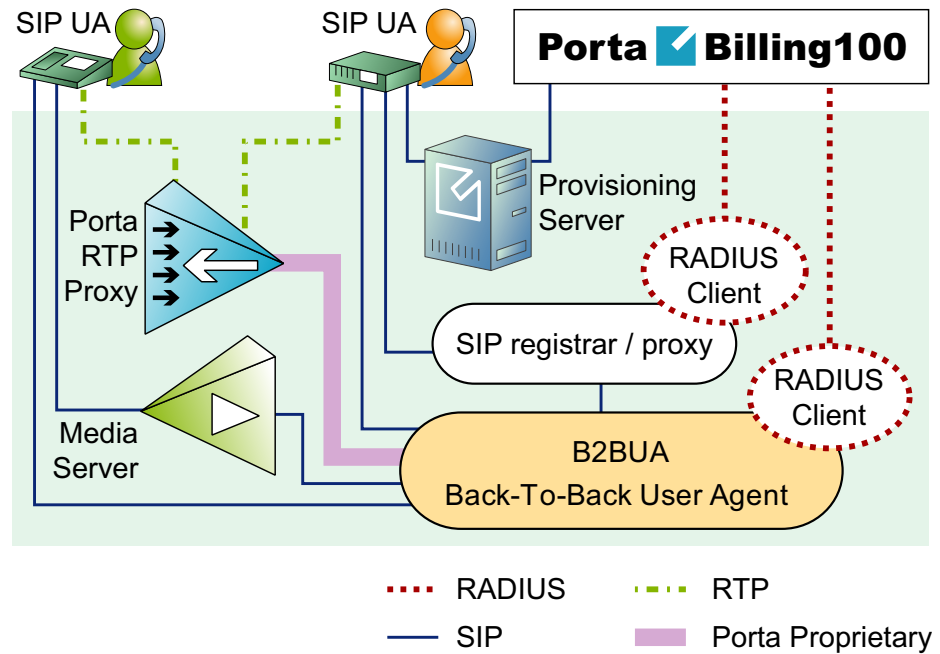 SIP UA
SIP UA
Porta Billing100
Provisioning
Server
Porta
RTP
Proxy
RADIUS
Client
SIP registrar / proxy
RADIUS
Client
Media
Server
B2BUA
Back-To-Back User Agent
RADIUS
RTP
SIP
Porta Proprietary